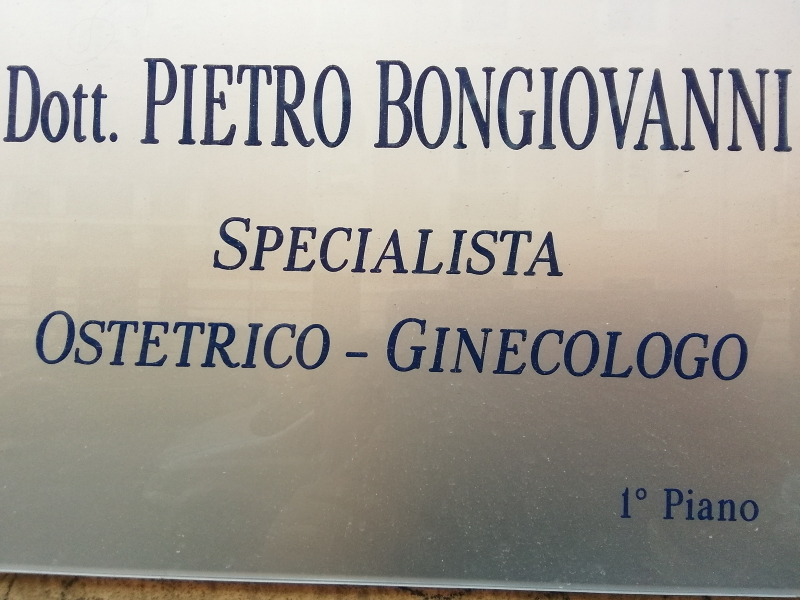 Dott. PIETRO BONGIOVANNI
SPECIALISTA
OSTETRICO - GINECOLOGO
1° Piano